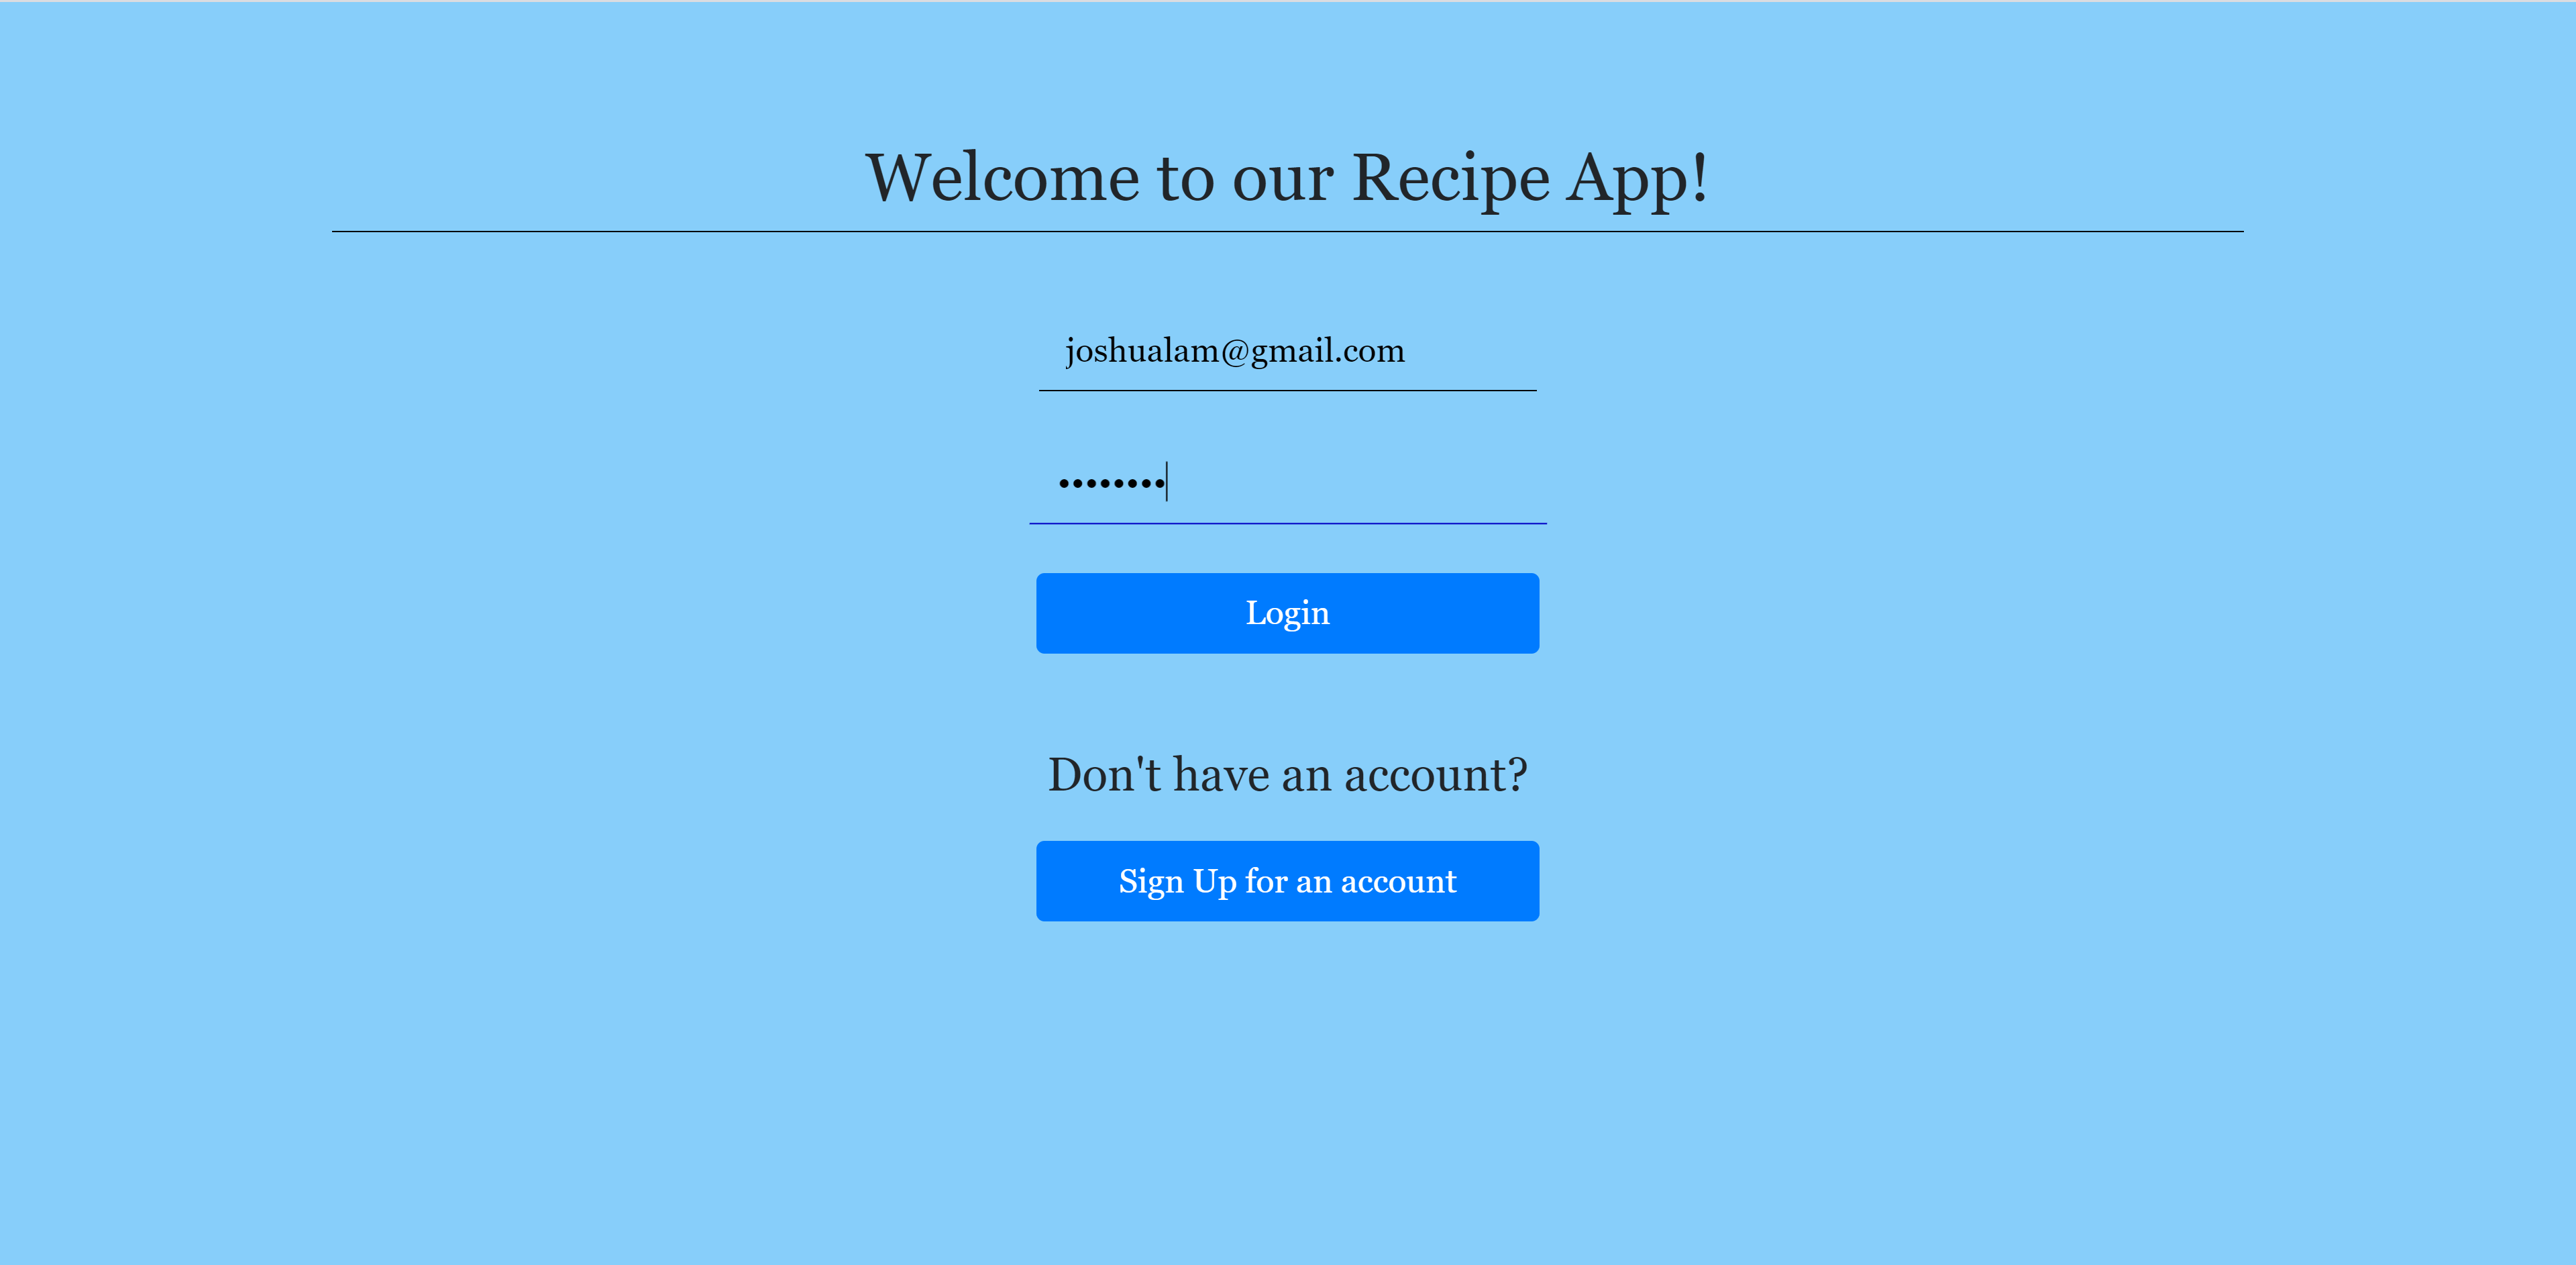 Welcome to our Recipe App!
joshualam@gmail.com
••••••••
Login
Don't have an account?
Sign Up for an account